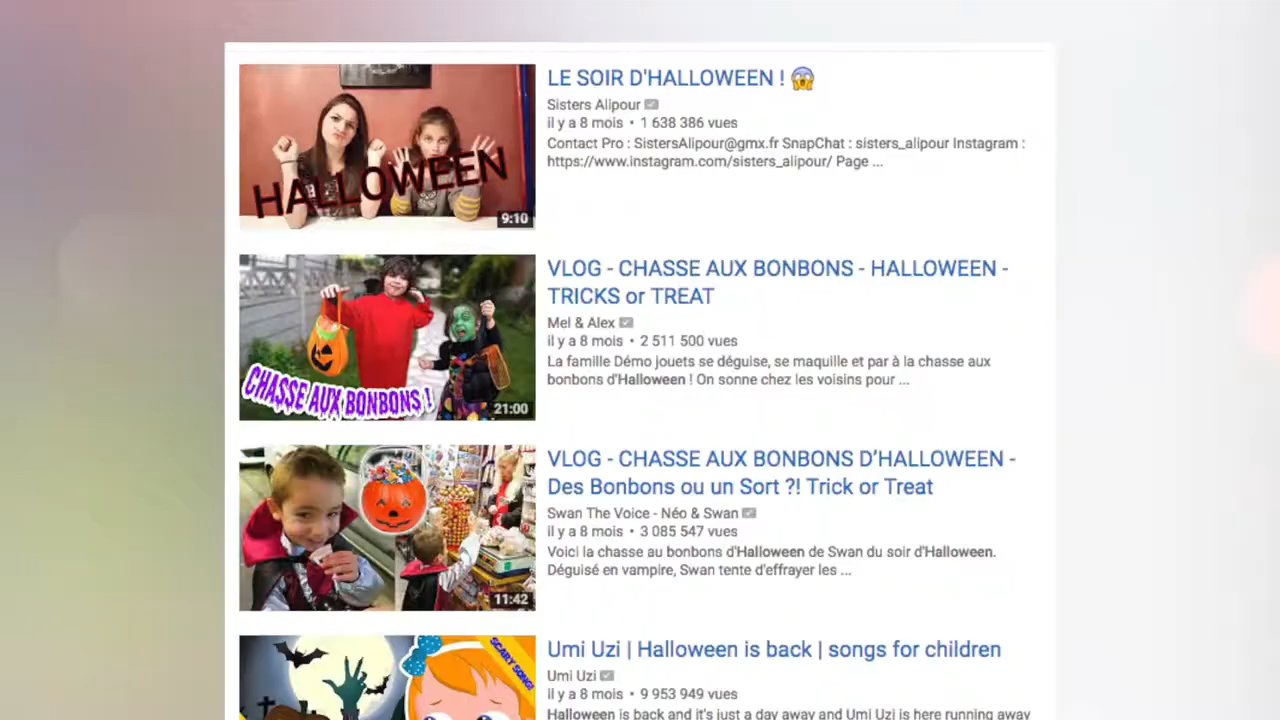 LE SOIR D'HALLOWEEN ! 😱
Sisters Alipour
il y a 8 mois • 1 638 386 vues
Contact Pro : SistersAlipour@gmx.fr SnapChat : sisters_alipour Instagram :
https://www.instagram.com/sisters_alipour/ Page ...
HALLOWEEN
9:10
VLOG - CHASSE AUX BONBONS - HALLOWEEN -
TRICKS or TREAT
Mel & Alex
il y a 8 mois • 2 511 500 vues
La famille Démo jouets se déguise, se maquille et par à la chasse aux
bonbons d'Halloween ! On sonne chez les voisins pour ...
CHASSE AUX BONBONS !
21:00
VLOG - CHASSE AUX BONBONS D’HALLOWEEN -
Des Bonbons ou un Sort ?! Trick or Treat
Swan The Voice - Néo & Swan
il y a 8 mois • 3 085 547 vues
Voici la chasse au bonbons d'Halloween de Swan du soir d'Halloween.
Déguisé en vampire, Swan tente d'effrayer les ...
11:42
Umi Uzi | Halloween is back | songs for children
Umi Uzi
il y a 8 mois • 9 953 949 vues
Halloween is back and it's just a day away and Umi Uzi is here running away
SCARY SONG!